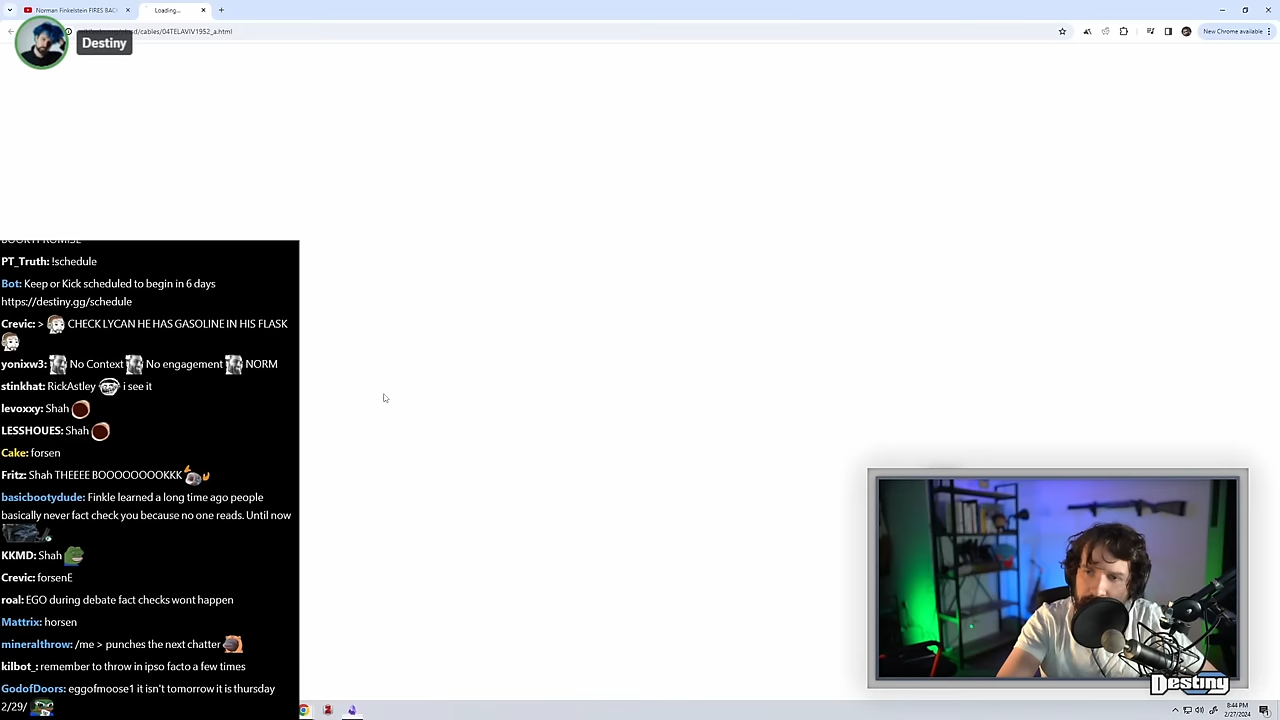 Norman Finkelstein FIRES BAC
Loading...
d/cables/04TELAVIV1952_a.html
New Chrome available
Destiny
PT_Truth: !schedule
Bot: Keep or Kick scheduled to begin in 6 days
https://destiny.gg/schedule
Crevic: > CHECK LYCAN HE HAS GASOLINE IN HIS FLASK
yonixw3: No Context No engagement NORM
stinkhat: RickAstley i see it
levoxxy: Shah
LESSHOUES: Shah
Cake: forsen
Fritz: Shah THEEEE BOOOOOOOOKKK
basicbootydude: Finkle learned a long time ago people
basically never fact check you because no one reads. Until now
KKMD: Shah
Crevic: forsenE
roal: EGO during debate fact checks wont happen
Mattrix: horsen
mineralthrow: /me > punches the next chatter
kilbot_: remember to throw in ipso facto a few times
GodofDoors: eggofmoose1 it isn't tomorrow it is thursday
2/29/
Destiny
8:44 PM
2/27/2024